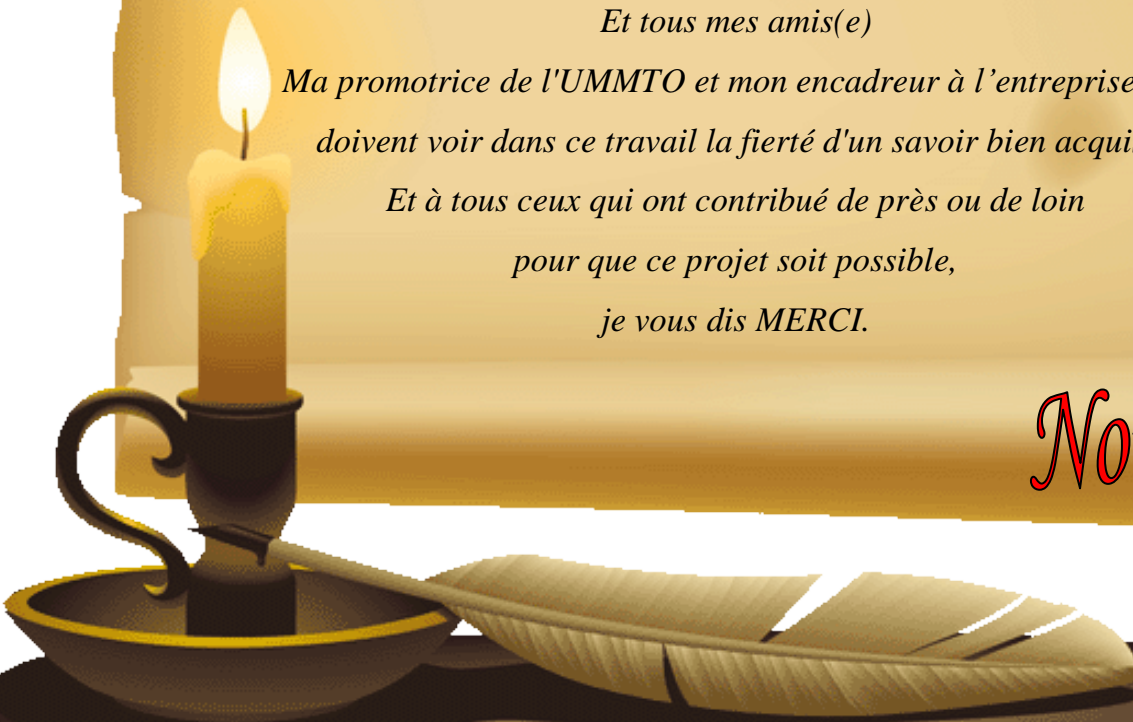 Et tous mes amis(e)
Ma promotrice de l'UMMTO et mon encadreur à l’entreprise
doivent voir dans ce travail la fierté d'un savoir bien
Et à tous ceux qui ont contribué de près ou de loin
pour que ce projet soit possible,
je vous dis MERCI.